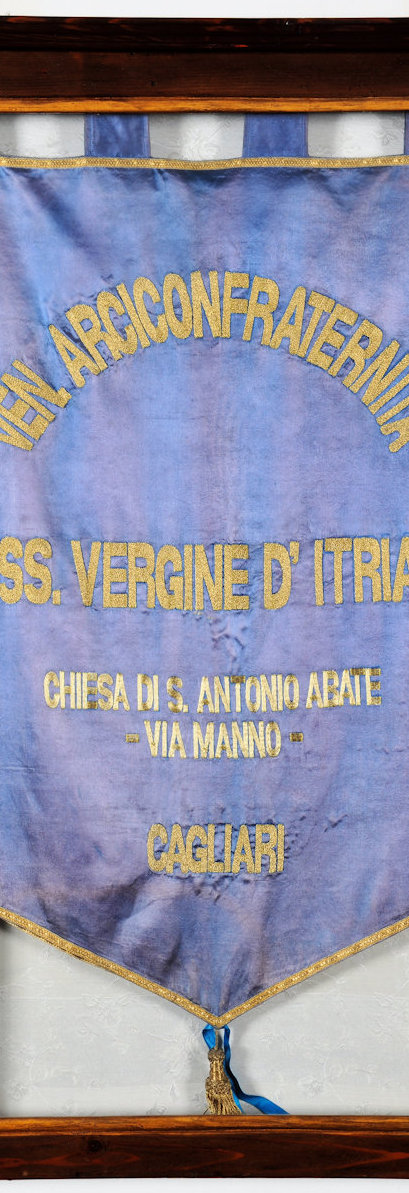 VEN. ARCICONFRATERNITA
SS. VERGINE D' ITRIA
CHIESA DI S. ANTONIO ABATE
- VIA MANNO -
CAGLIARI